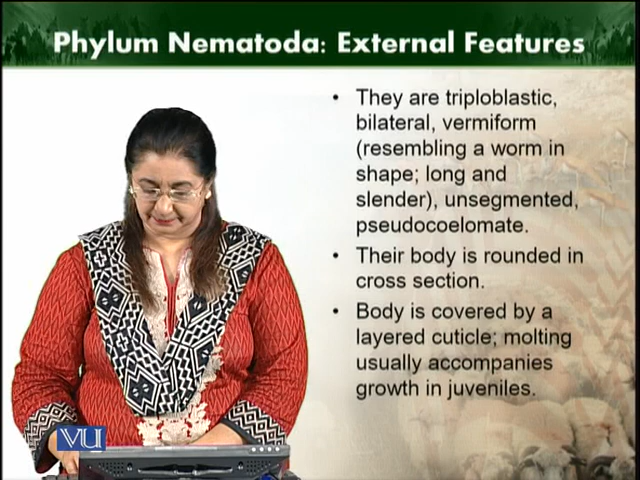 Phylum Nematoda: External Features
• They are triploblastic,
bilateral, vermiform
(resembling a worm in
shape; long and
slender), unsegmented,
pseudocoelomate.
• Their body is rounded in
cross section.
• Body is covered by a
layered cuticle; molting
usually accompanies
growth in juveniles.
VU